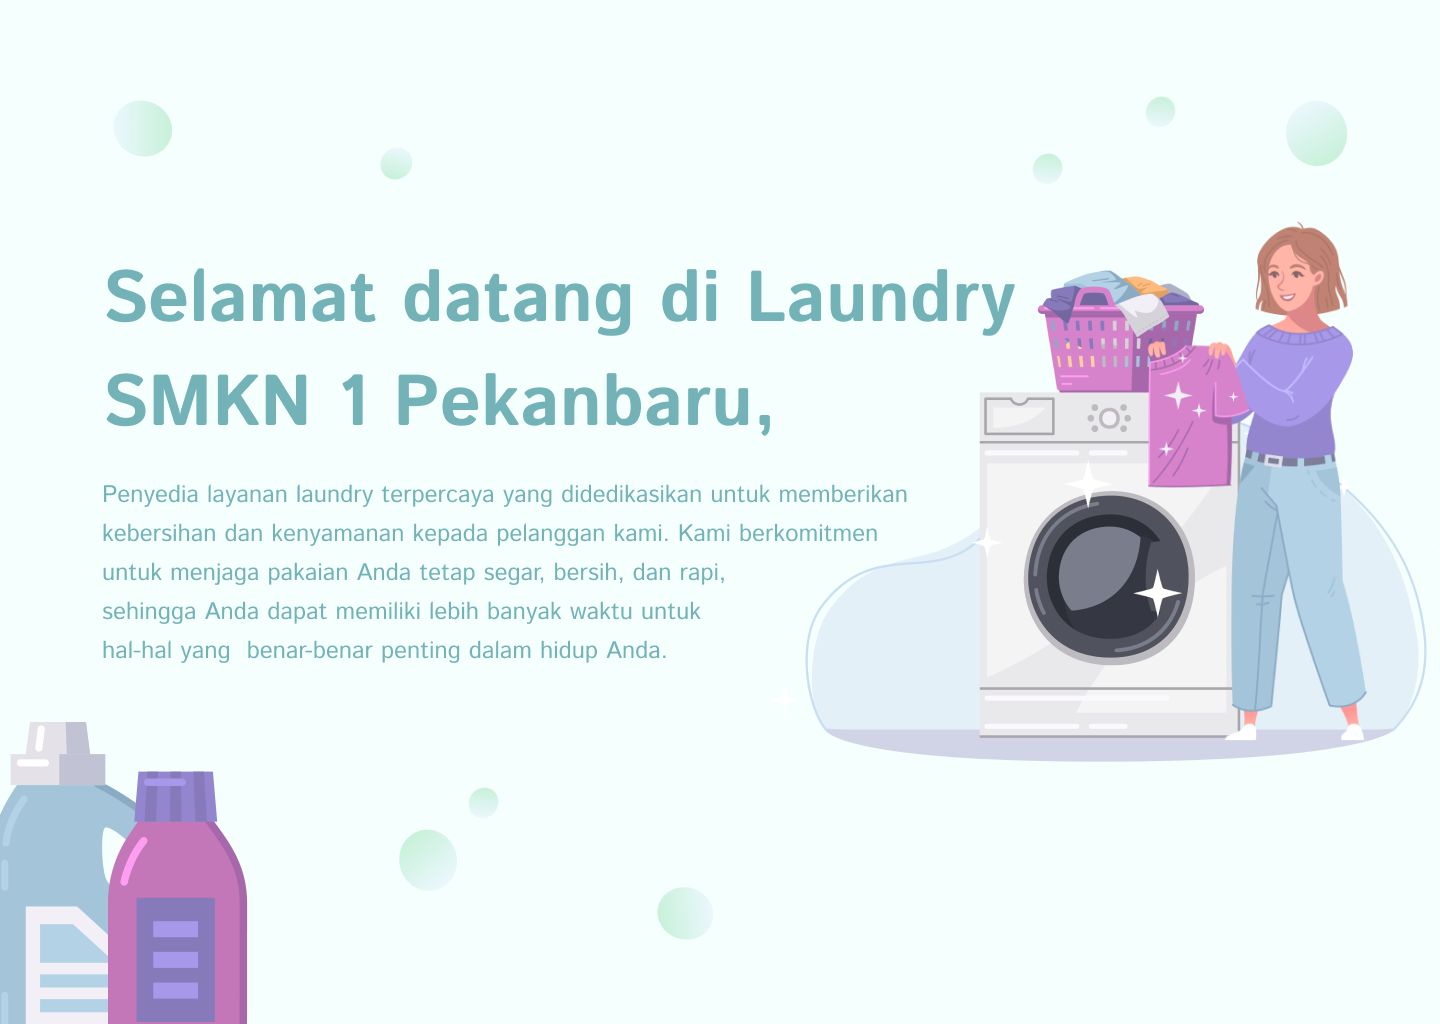 Selamat datang di Laundry
SMKN 1 Pekanbaru,
Penyedia layanan laundry terpercaya yang didedikasikan untuk memberikan
kebersihan dan kenyamanan kepada pelanggan kami. Kami berkomitmen
untuk menjaga pakaian Anda tetap segar, bersih, dan rapi,
sehingga Anda dapat memiliki lebih banyak waktu untuk
hal-hal yang  benar-benar penting dalam hidup Anda.